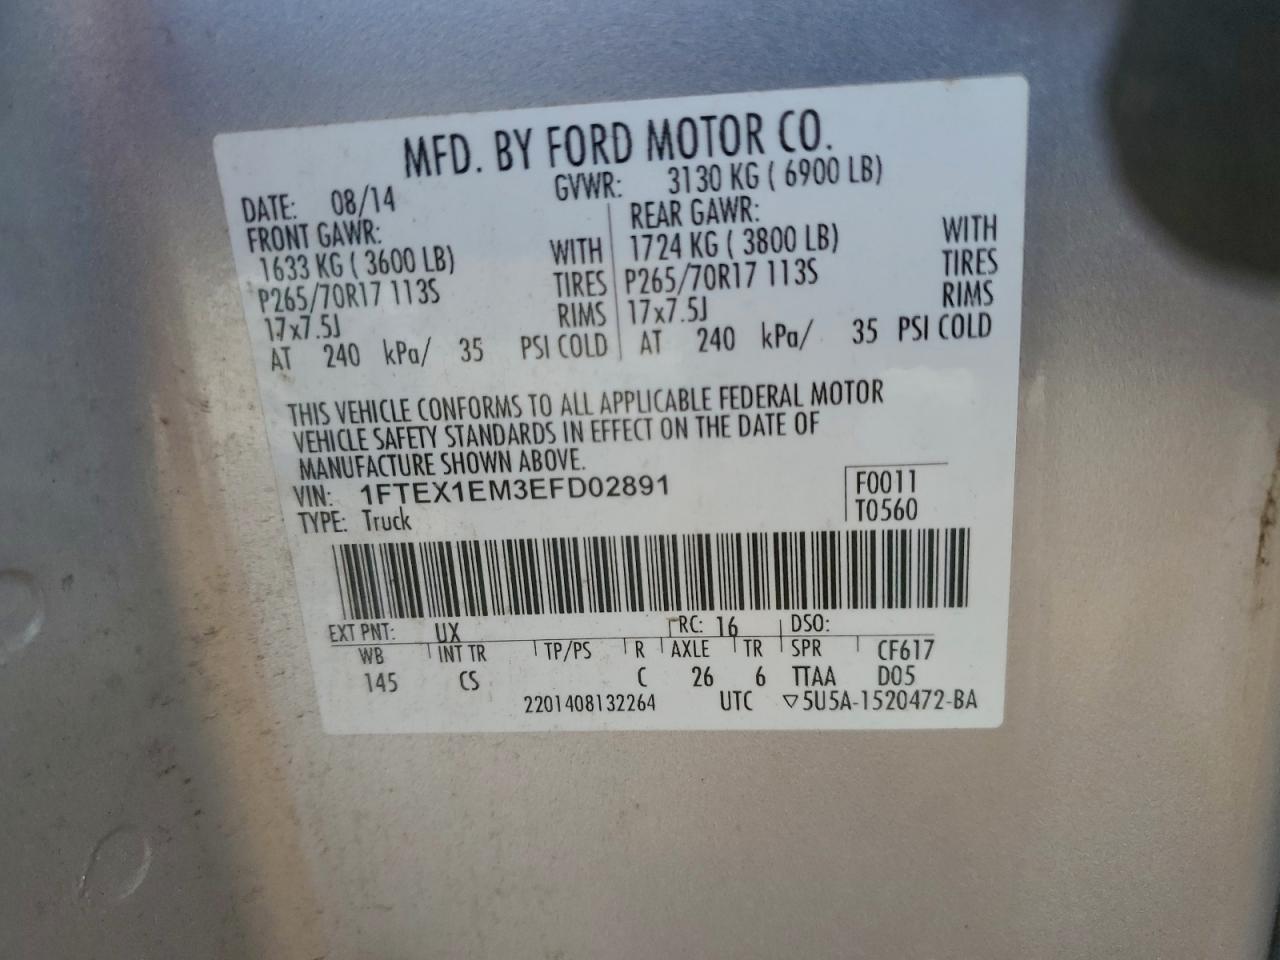 MFD. BY FORD MOTOR CO.
DATE: 08/14 GVWR: 3130 KG ( 6900 LB)
FRONT GAWR: REAR GAWR:
1633 KG ( 3600 LB) WITH 1724 KG ( 3800 LB) WITH
P265/70R17 113S TIRES P265/70R17 113S TIRES
17x7.5J RIMS 17x7.5J RIMS
AT 240 kPa/ 35 PSI COLD AT 240 kPa/ 35 PSI COLD
THIS VEHICLE CONFORMS TO ALL APPLICABLE FEDERAL MOTOR
VEHICLE SAFETY STANDARDS IN EFFECT ON THE DATE OF
MANUFACTURE SHOWN ABOVE.
VIN: 1FTEX1EM3EFD02891 F0011
TYPE: Truck T0560
EXT PNT: UX RC: 16 DSO:
WB INT TR TP/PS R AXLE TR SPR CF617
145 CS C 26 6 TTAA D05
2201408132264 UTC ▽5U5A-1520472-BA